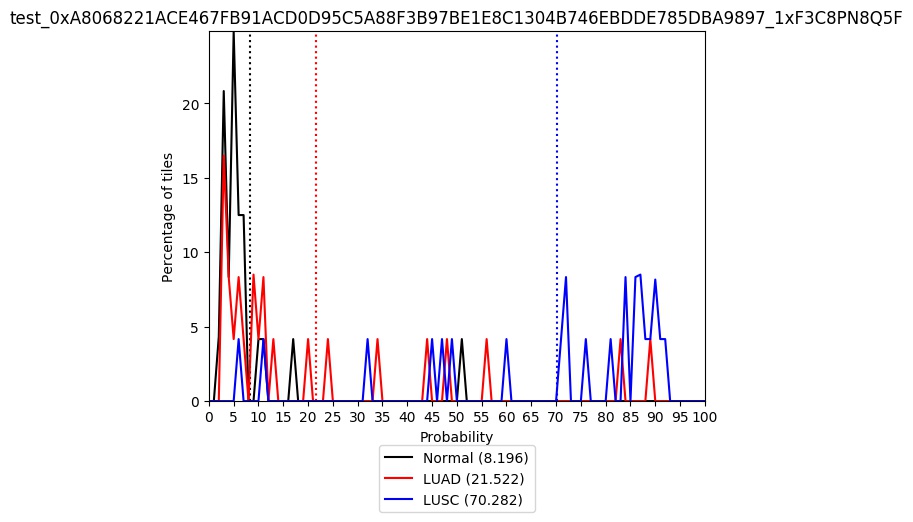 test_0xA8068221ACE467FB91ACD0D95C5A88F3B97BE1E8C1304B746EBDDE785DBA9897_1xF3C8PN8Q5F
20
15
10
5
0
Percentage of tiles
0 5 10 15 20 25 30 35 40 45 50 55 60 65 70 75 80 85 90 95 100
Probability
Normal (8.196)
LUAD (21.522)
LUSC (70.282)